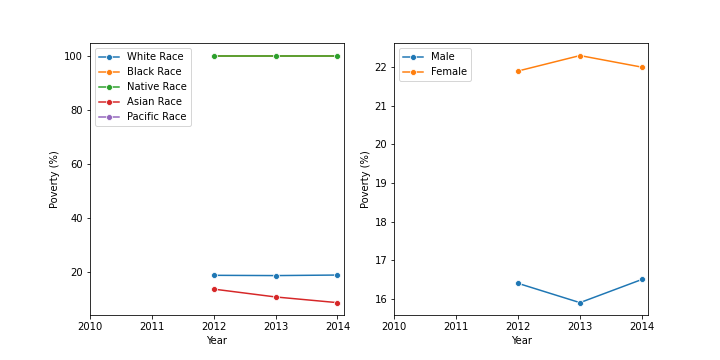 White Race
Black Race
Native Race
Asian Race
Pacific Race
100
80
60
40
20
Poverty (%)
2010 2011 2012 2013 2014
Year
Male
Female
22
21
20
19
18
17
16
Poverty (%)
2010 2011 2012 2013 2014
Year